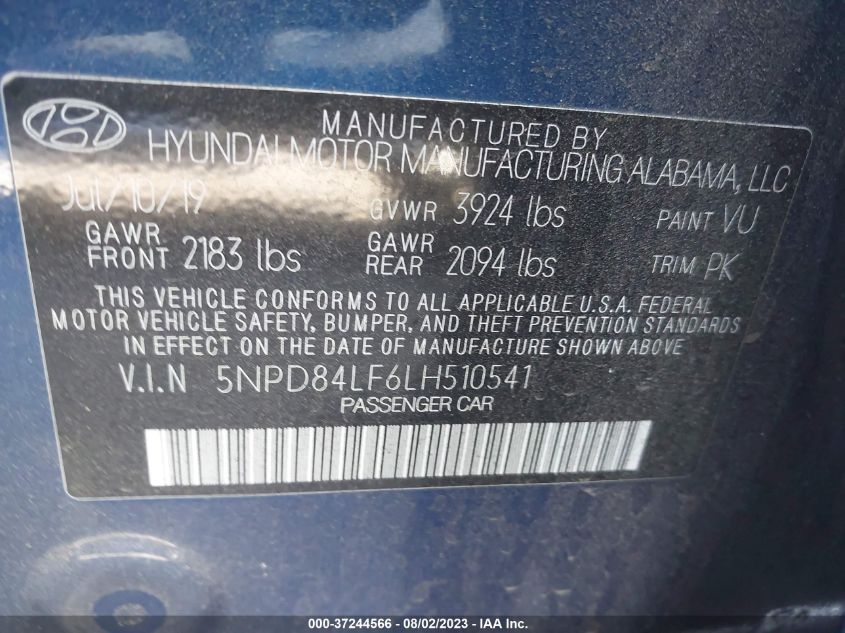 MANUFACTURED BY
HYUNDAI MOTOR MANUFACTURING ALABAMA, LLC
Jul/10/19 GVWR 3924 lbs PAINT VU
GAWR FRONT 2183 lbs GAWR REAR 2094 lbs TRIM PK
THIS VEHICLE CONFORMS TO ALL APPLICABLE U.S.A. FEDERAL
MOTOR VEHICLE SAFETY, BUMPER, AND THEFT PREVENTION STANDARDS
IN EFFECT ON THE DATE OF MANUFACTURE SHOWN ABOVE
V.I.N 5NPD84LF6LH510541
PASSENGER CAR
000-37244566 - 08/02/2023 - IAA Inc.